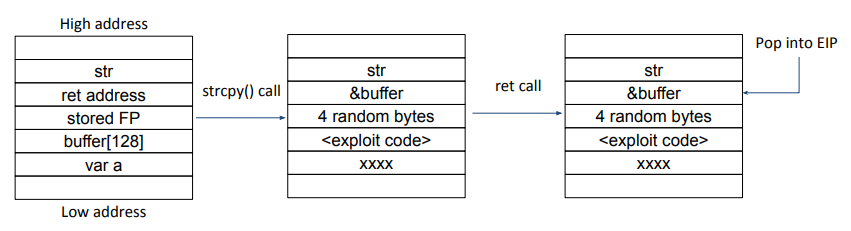 High address
str
ret address
stored FP
buffer[128]
var a
Low address
strcpy() call
str
&buffer
4 random bytes
<exploit code>
xxxx
ret call
str
&buffer
4 random bytes
<exploit code>
xxxx
Pop into EIP